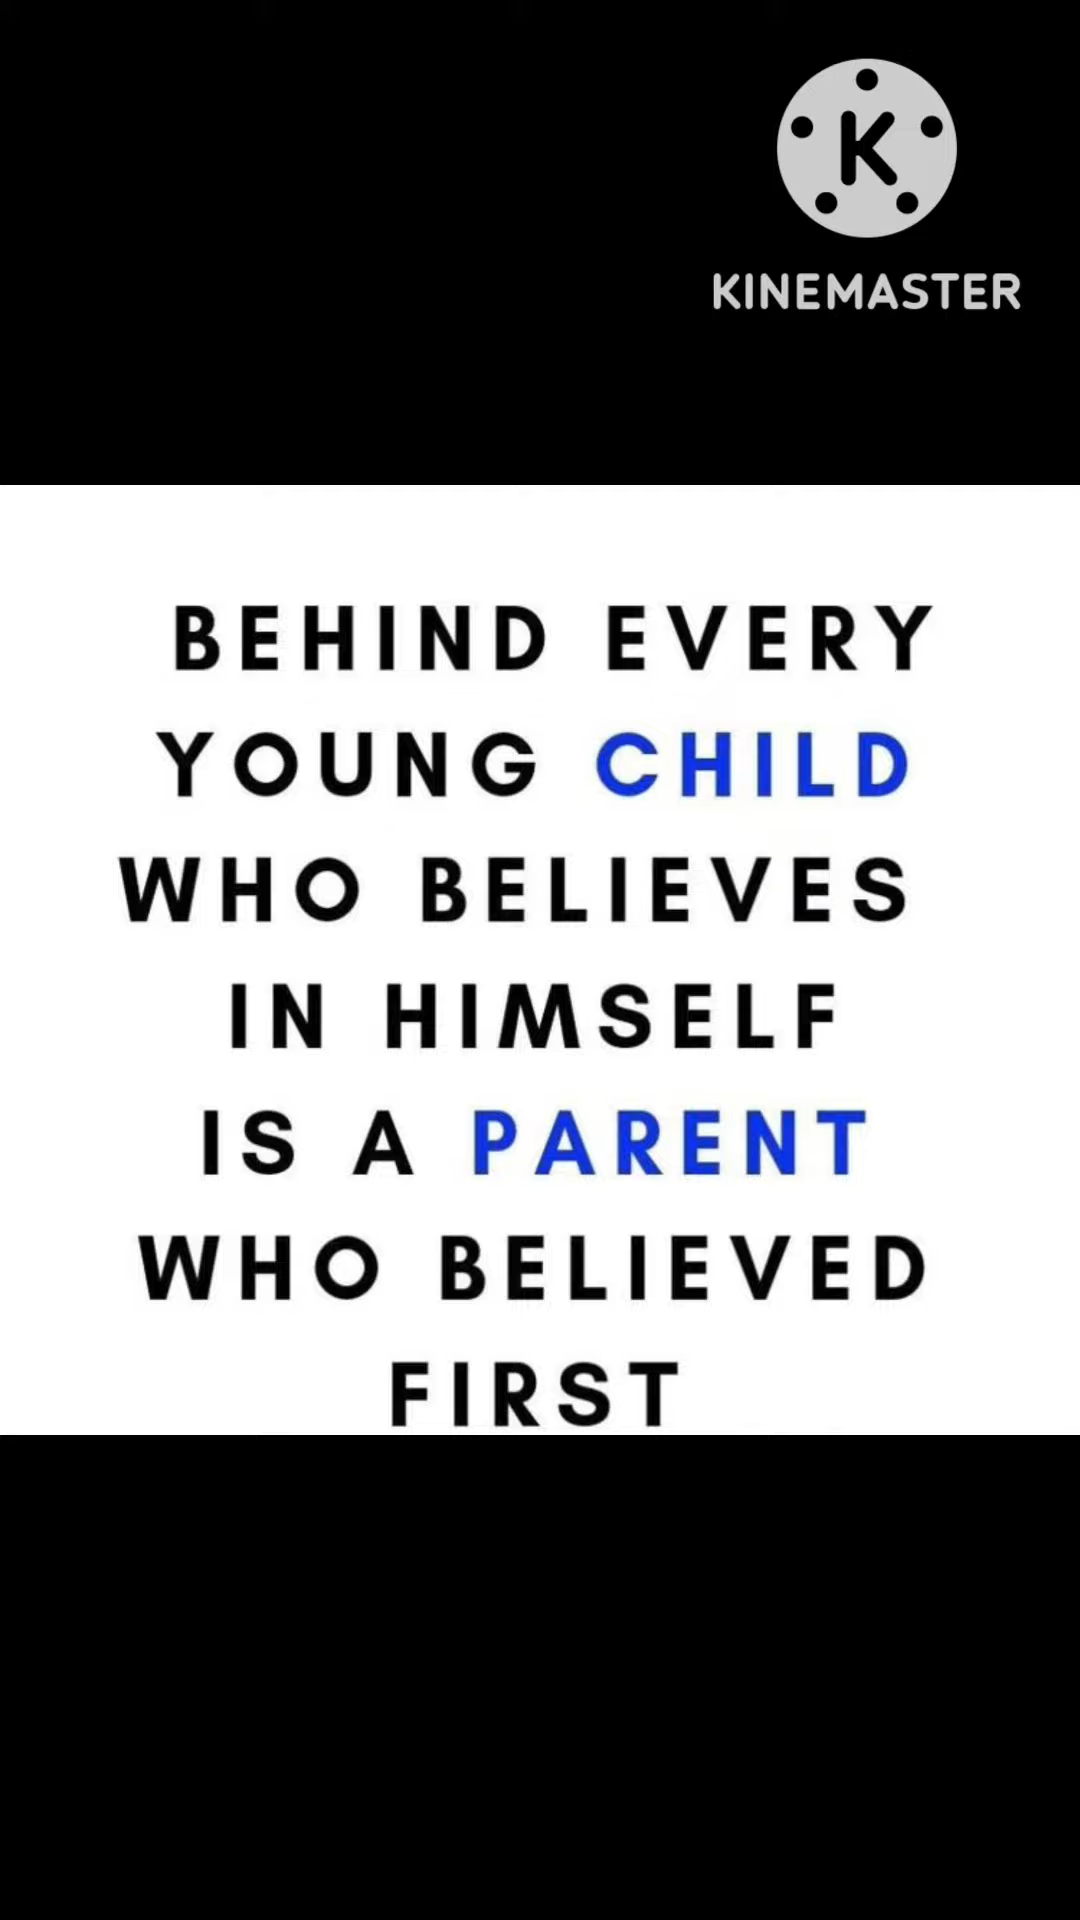 K
KINEMASTER
BEHIND EVERY
YOUNG CHILD
WHO BELIEVES
IN HIMSELF
IS A PARENT
WHO BELIEVED
FIRST